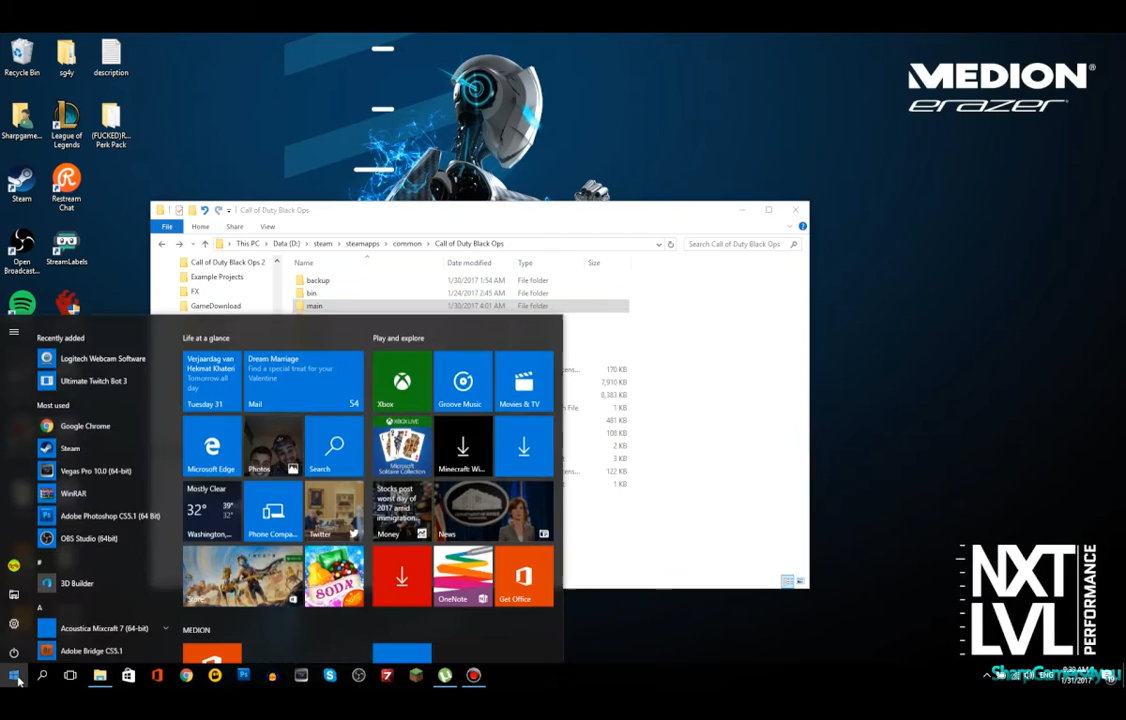 MEDION®
erazer
Recycle Bin
sg4y
description
Sharpgame...
League of Legends
(FUCKED)R... Perk Pack
Steam
Restream Chat
Open Broadcast...
StreamLabels
Call of Duty Black Ops
File Home Share View
This PC > Data (D:) > steam > steamapps > common > Call of Duty Black Ops
Search Call of Duty Black Ops
Name Date modified Type Size
Call of Duty Black Ops 2
Example Projects
FX
GameDownload
backup 1/30/2017 1:54 AM File folder
bin 1/24/2017 2:45 AM File folder
main 1/30/2017 4:01 AM File folder
170 KB
7,910 KB
8,383 KB
1 KB
481 KB
108 KB
2 KB
3 KB
122 KB
1 KB
Recently added
Logitech Webcam Software
Ultimate Twitch Bot 3
Most used
Google Chrome
Steam
Vegas Pro 10.0 (64-bit)
WinRAR
Adobe Photoshop CS5.1 (64 Bit)
OBS Studio (64bit)
#
3D Builder
A
Acoustica Mixcraft 7 (64-bit)
Adobe Bridge CS5.1
Life at a glance
Verjaardag van
Hekmat Khateri
Tomorrow all
day
Tuesday 31
Dream Marriage
Find a special treat for your
Valentine
Mail 54
Microsoft Edge
Photos
Search
Mostly Clear
32° 39°
32°
Washington,...
Phone Compa...
Twitter
Store
SODA
MEDION
Play and explore
Xbox
Groove Music
Movies & TV
XBOX LIVE
Microsoft
Solitaire Collection
Minecraft: Wi...
Stocks post
worst day of
2017 amid
immigration...
Money
News
OneNote
Get Office
NXT
LVL
PERFORMANCE
ENG
1/31/2017
SharpGamers4you